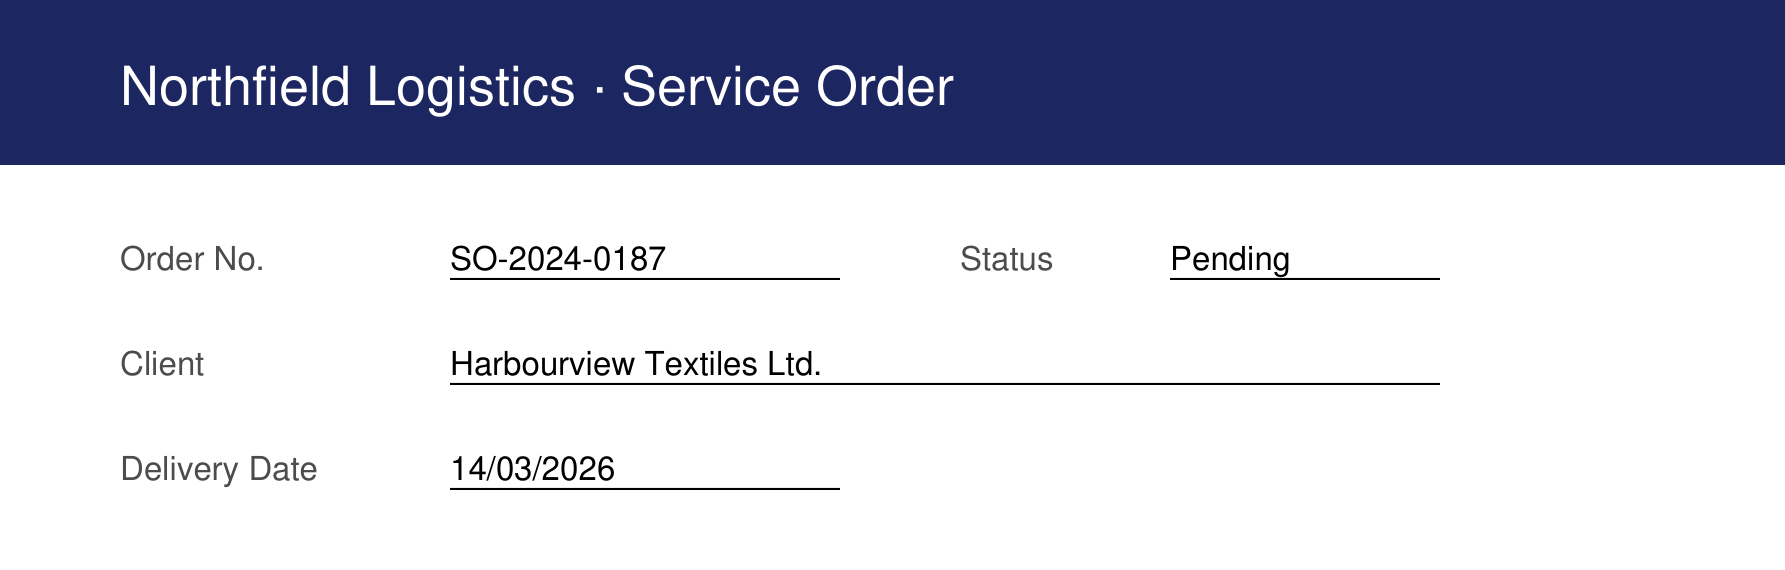 Northfield Logistics · Service Order
Order No. SO-2024-0187 Status Pending
Client Harbourview Textiles Ltd.
Delivery Date 14/03/2026